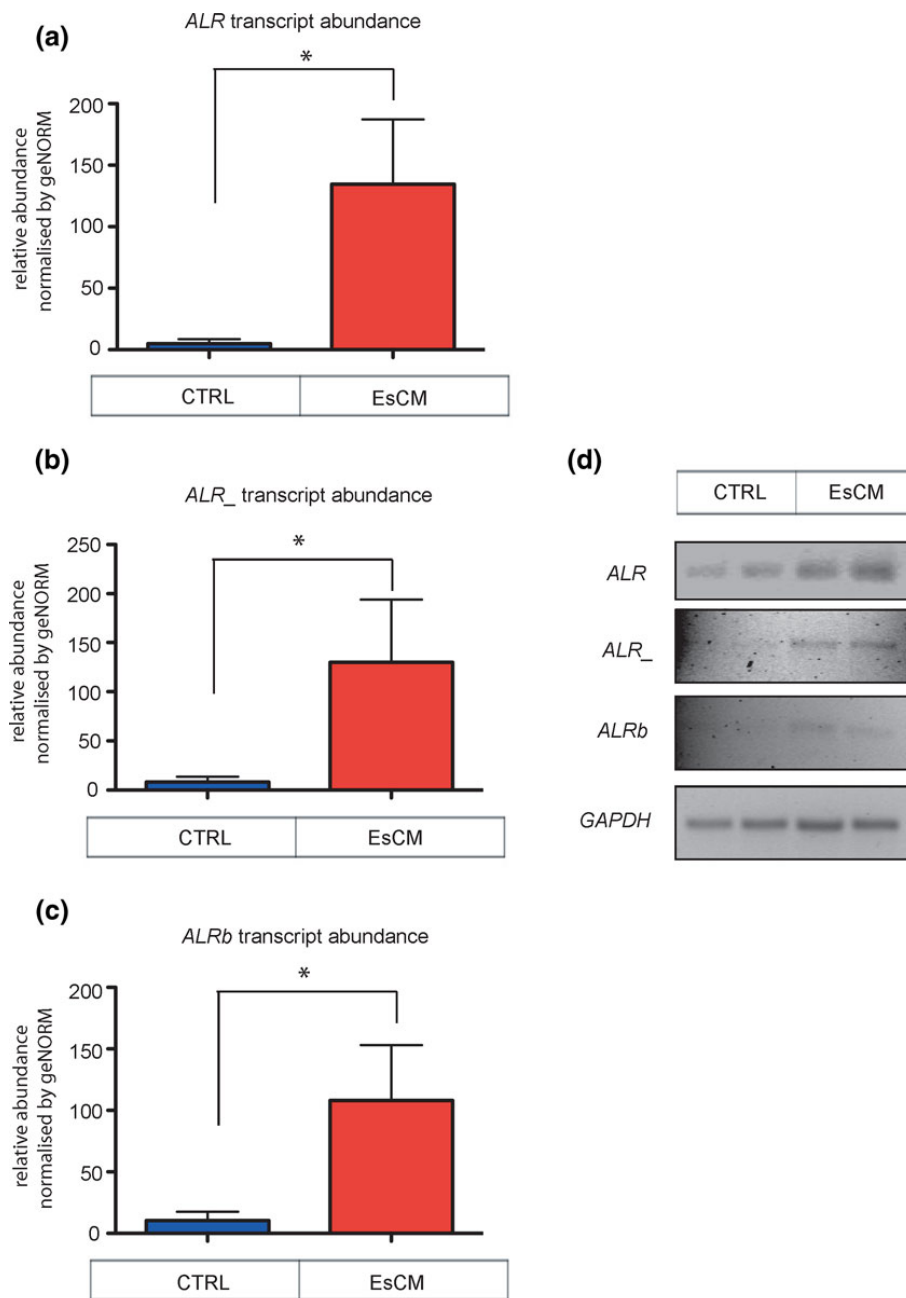 (a)
ALR transcript abundance
*
relative abundance
normalised by geNORM
200
150
100
50
0
CTRL
EsCM
(b)
ALR_ transcript abundance
*
relative abundance
normalised by geNORM
250
200
150
100
50
0
CTRL
EsCM
(c)
ALRb transcript abundance
*
relative abundance
normalised by geNORM
200
150
100
50
0
CTRL
EsCM
(d)
CTRL
EsCM
ALR
ALR_
ALRb
GAPDH